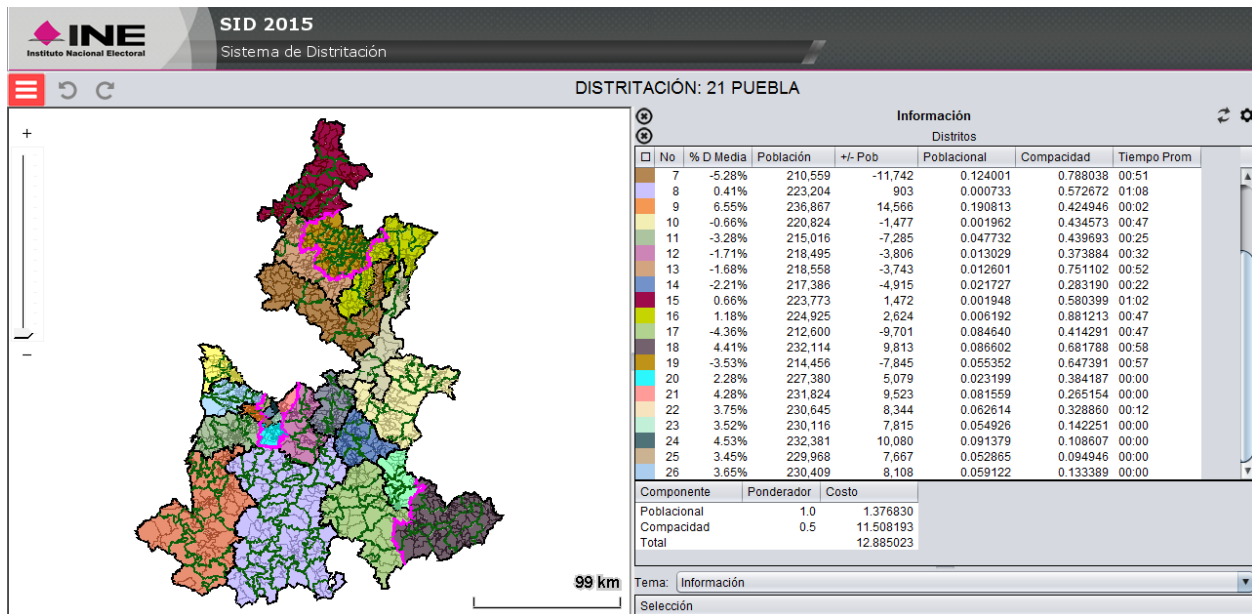 INE
Instituto Nacional Electoral
SID 2015
Sistema de Distritación
DISTRITACIÓN: 21 PUEBLA
+
−
99 km
Información
Distritos
No % D Media Población +/- Pob Poblacional Compacidad Tiempo Prom
7 -5.28% 210,559 -11,742 0.124001 0.788038 00:51
8 0.41% 223,204 903 0.000733 0.572672 01:08
9 6.55% 236,867 14,566 0.190813 0.424946 00:02
10 -0.66% 220,824 -1,477 0.001962 0.434573 00:47
11 -3.28% 215,016 -7,285 0.047732 0.439693 00:25
12 -1.71% 218,495 -3,806 0.013029 0.373884 00:32
13 -1.68% 218,558 -3,743 0.012601 0.751102 00:52
14 -2.21% 217,386 -4,915 0.021727 0.283190 00:22
15 0.66% 223,773 1,472 0.001948 0.580399 01:02
16 1.18% 224,925 2,624 0.006192 0.881213 00:47
17 -4.36% 212,600 -9,701 0.084640 0.414291 00:47
18 4.41% 232,114 9,813 0.086602 0.681788 00:58
19 -3.53% 214,456 -7,845 0.055352 0.647391 00:57
20 2.28% 227,380 5,079 0.023199 0.384187 00:00
21 4.28% 231,824 9,523 0.081559 0.265154 00:00
22 3.75% 230,645 8,344 0.062614 0.328860 00:12
23 3.52% 230,116 7,815 0.054926 0.142251 00:00
24 4.53% 232,381 10,080 0.091379 0.108607 00:00
25 3.45% 229,968 7,667 0.052865 0.094946 00:00
26 3.65% 230,409 8,108 0.059122 0.133389 00:00
Componente Ponderador Costo
Poblacional 1.0 1.376830
Compacidad 0.5 11.508193
Total 12.885023
Tema: Información
Selección